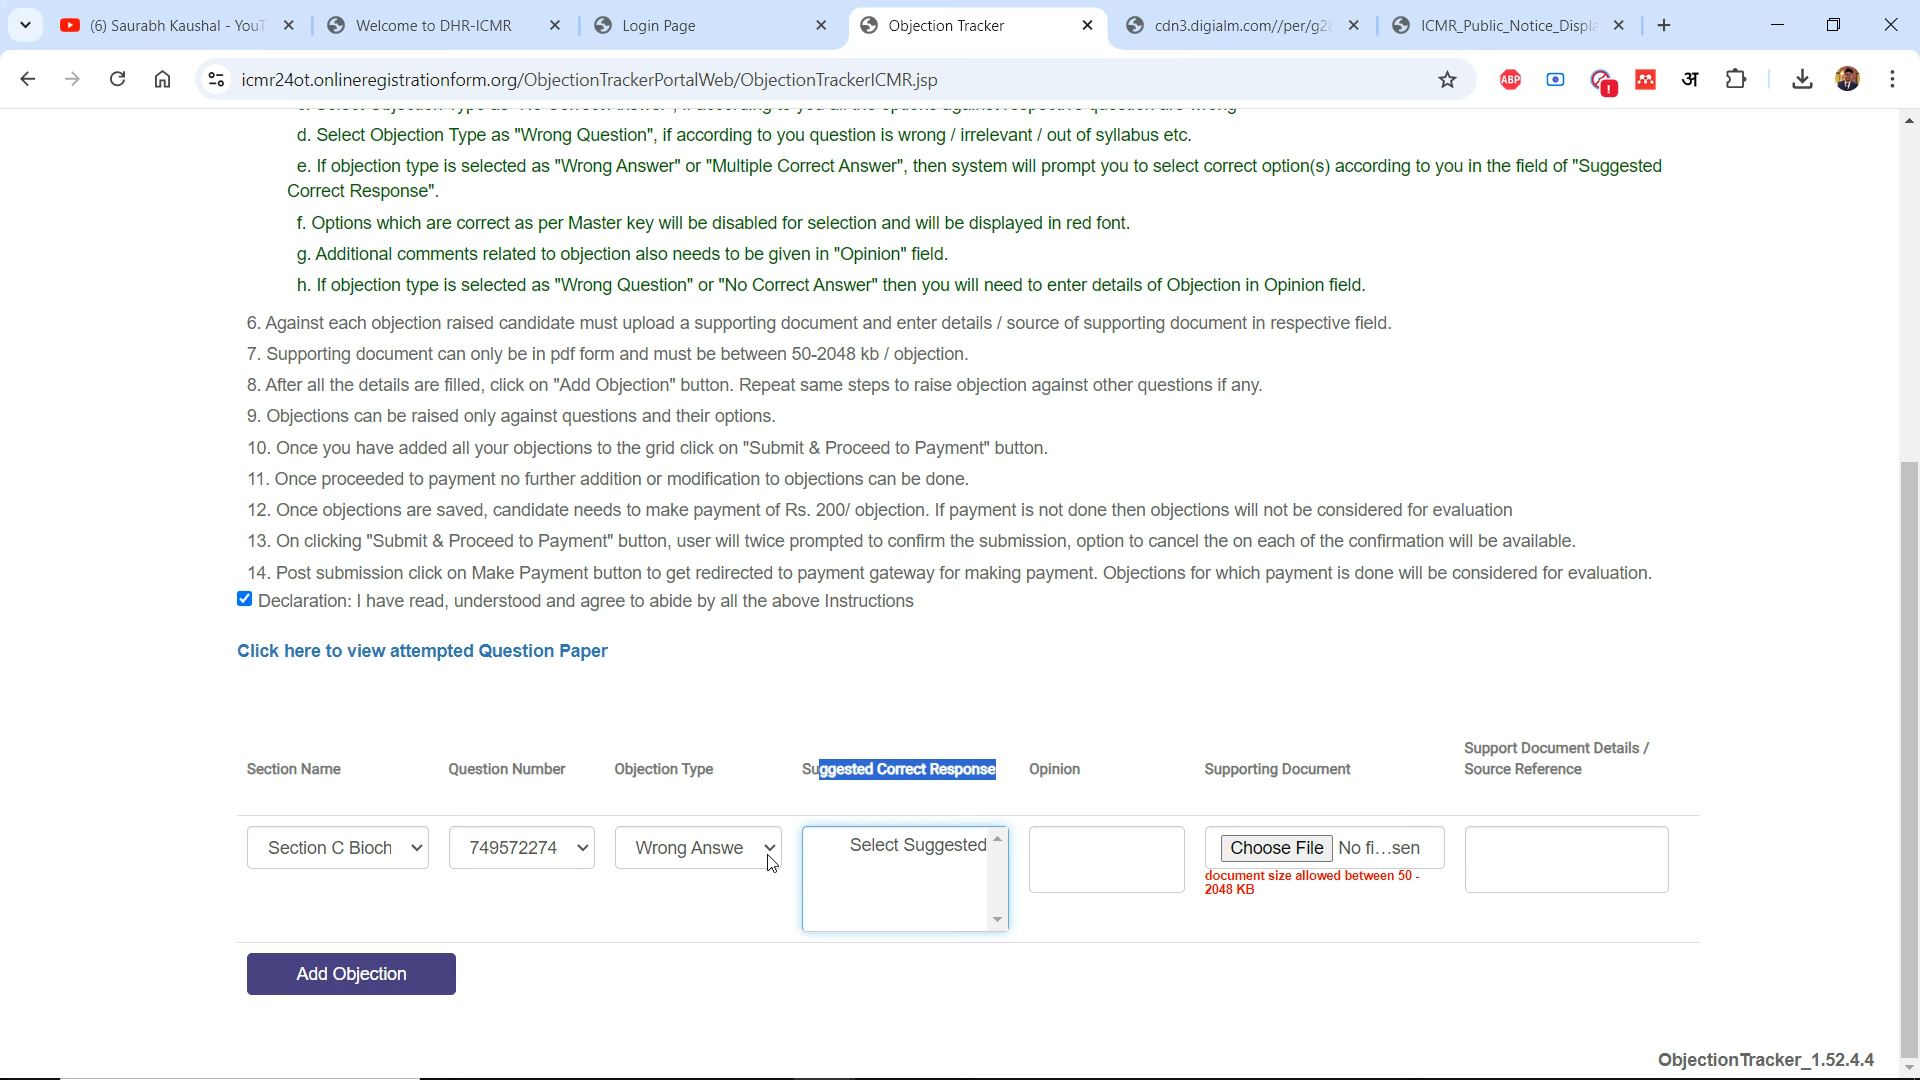 (6) Saurabh Kaushal - YouT
Welcome to DHR-ICMR
Login Page
Objection Tracker
cdn3.digialm.com//per/g28
ICMR_Public_Notice_Displa
icmr24ot.onlineregistrationform.org/ObjectionTrackerPortalWeb/ObjectionTrackerICMR.jsp
ABP
अ
d. Select Objection Type as "Wrong Question", if according to you question is wrong / irrelevant / out of syllabus etc.
e. If objection type is selected as "Wrong Answer" or "Multiple Correct Answer", then system will prompt you to select correct option(s) according to you in the field of "Suggested
Correct Response".
f. Options which are correct as per Master key will be disabled for selection and will be displayed in red font.
g. Additional comments related to objection also needs to be given in "Opinion" field.
h. If objection type is selected as "Wrong Question" or "No Correct Answer" then you will need to enter details of Objection in Opinion field.
6. Against each objection raised candidate must upload a supporting document and enter details / source of supporting document in respective field.
7. Supporting document can only be in pdf form and must be between 50-2048 kb / objection.
8. After all the details are filled, click on "Add Objection" button. Repeat same steps to raise objection against other questions if any.
9. Objections can be raised only against questions and their options.
10. Once you have added all your objections to the grid click on "Submit & Proceed to Payment" button.
11. Once proceeded to payment no further addition or modification to objections can be done.
12. Once objections are saved, candidate needs to make payment of Rs. 200/ objection. If payment is not done then objections will not be considered for evaluation
13. On clicking "Submit & Proceed to Payment" button, user will twice prompted to confirm the submission, option to cancel the on each of the confirmation will be available.
14. Post submission click on Make Payment button to get redirected to payment gateway for making payment. Objections for which payment is done will be considered for evaluation.
Declaration: I have read, understood and agree to abide by all the above Instructions
Click here to view attempted Question Paper
Section Name
Question Number
Objection Type
Suggested Correct Response
Opinion
Supporting Document
Support Document Details /
Source Reference
Section C Bioch
749572274
Wrong Answe
Select Suggested
Choose File No fi...sen
document size allowed between 50 -
2048 KB
Add Objection
ObjectionTracker_1.52.4.4